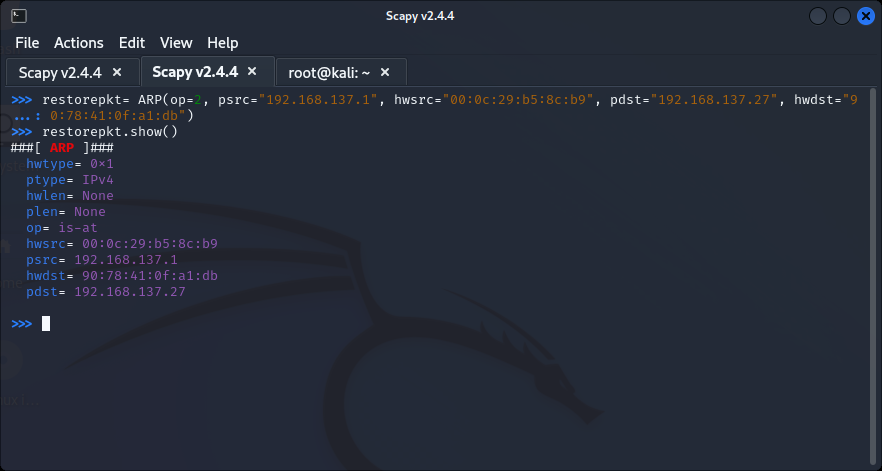 Scapy v2.4.4
File Actions Edit View Help
Scapy v2.4.4 × Scapy v2.4.4 × root@kali: ~ ×
>>> restorepkt= ARP(op=2, psrc="192.168.137.1", hwsrc="00:0c:29:b5:8c:b9", pdst="192.168.137.27", hwdst="9
...: 0:78:41:0f:a1:db")
>>> restorepkt.show()
###[ ARP ]###
  hwtype= 0x1
  ptype= IPv4
  hwlen= None
  plen= None
  op= is-at
  hwsrc= 00:0c:29:b5:8c:b9
  psrc= 192.168.137.1
  hwdst= 90:78:41:0f:a1:db
  pdst= 192.168.137.27
>>>